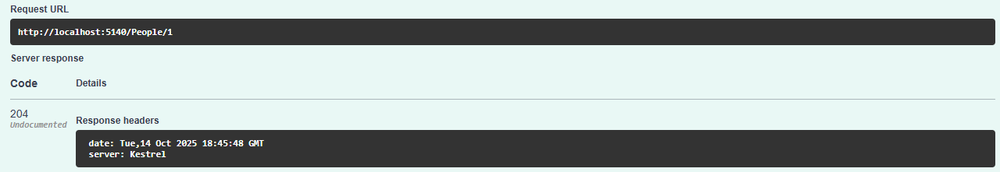 Request URL
http://localhost:5140/People/1
Server response
Code Details
204
Undocumented
Response headers
date: Tue,14 Oct 2025 18:45:48 GMT
server: Kestrel